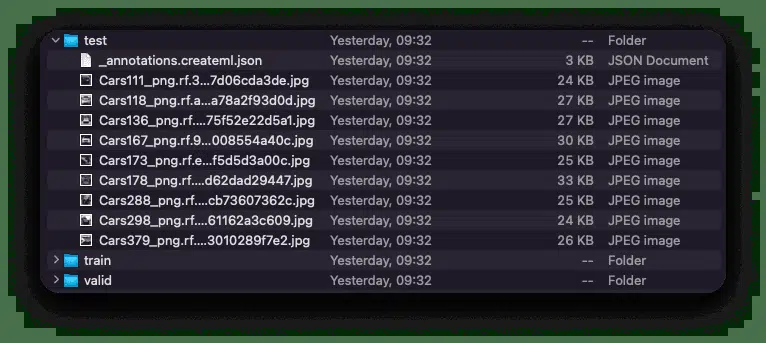 test Yesterday, 09:32 -- Folder
_annotations.createml.json Yesterday, 09:32 3 KB JSON Document
Cars111_png.rf.3...7d06cda3de.jpg Yesterday, 09:32 24 KB JPEG image
Cars118_png.rf.a...a78a2f93d0d.jpg Yesterday, 09:32 27 KB JPEG image
Cars136_png.rf....75f52e22d5a1.jpg Yesterday, 09:32 27 KB JPEG image
Cars167_png.rf.9...008554a40c.jpg Yesterday, 09:32 30 KB JPEG image
Cars173_png.rf.e...f5d5d3a00c.jpg Yesterday, 09:32 25 KB JPEG image
Cars178_png.rf....d62dad29447.jpg Yesterday, 09:32 33 KB JPEG image
Cars288_png.rf....cb73607362c.jpg Yesterday, 09:32 25 KB JPEG image
Cars298_png.rf....61162a3c609.jpg Yesterday, 09:32 24 KB JPEG image
Cars379_png.rf....3010289f7e2.jpg Yesterday, 09:32 26 KB JPEG image
train Yesterday, 09:32 -- Folder
valid Yesterday, 09:32 -- Folder